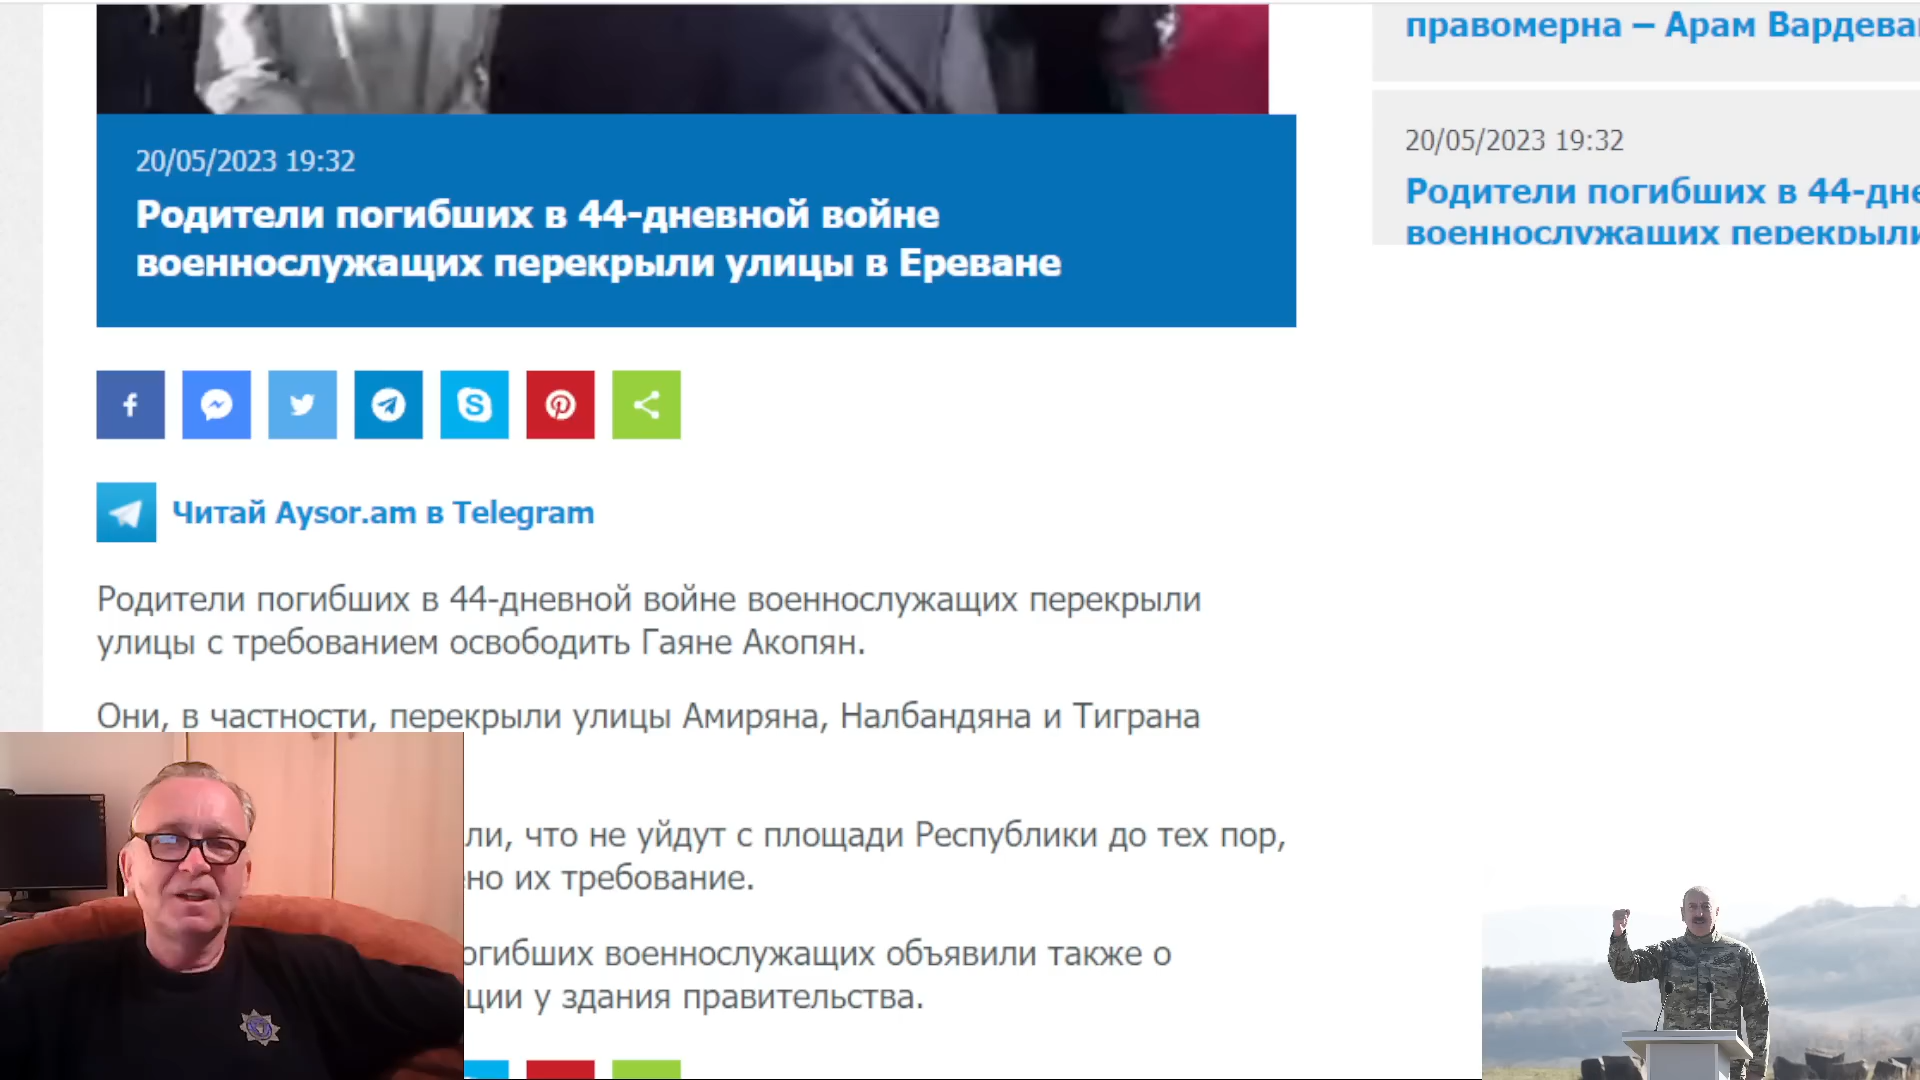 20/05/2023 19:32
Родители погибших в 44-дневной войне
военнослужащих перекрыли улицы в Ереване
Читай Aysor.am в Telegram
Родители погибших в 44-дневной войне военнослужащих перекрыли
улицы с требованием освободить Гаяне Акопян.
Они, в частности, перекрыли улицы Амиряна, Налбандяна и Тиграна
ли, что не уйдут с площади Республики до тех пор,
но их требование.
огибших военнослужащих объявили также о
ции у здания правительства.
правомерна – Арам Вардева
20/05/2023 19:32
Родители погибших в 44-дне
военнослужащих перекрыли